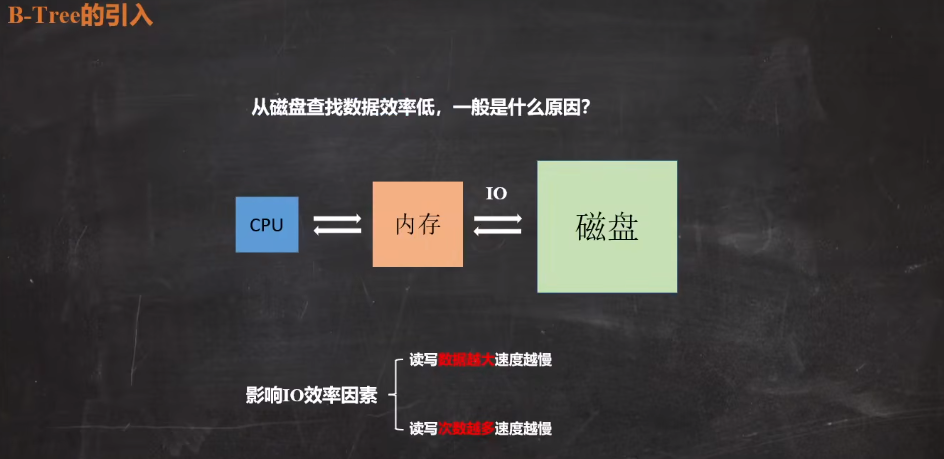 B-Tree的引入
从磁盘查找数据效率低，一般是什么原因？
IO
CPU
内存
磁盘
读写数据越大速度越慢
影响IO效率因素
读写次数越多速度越慢